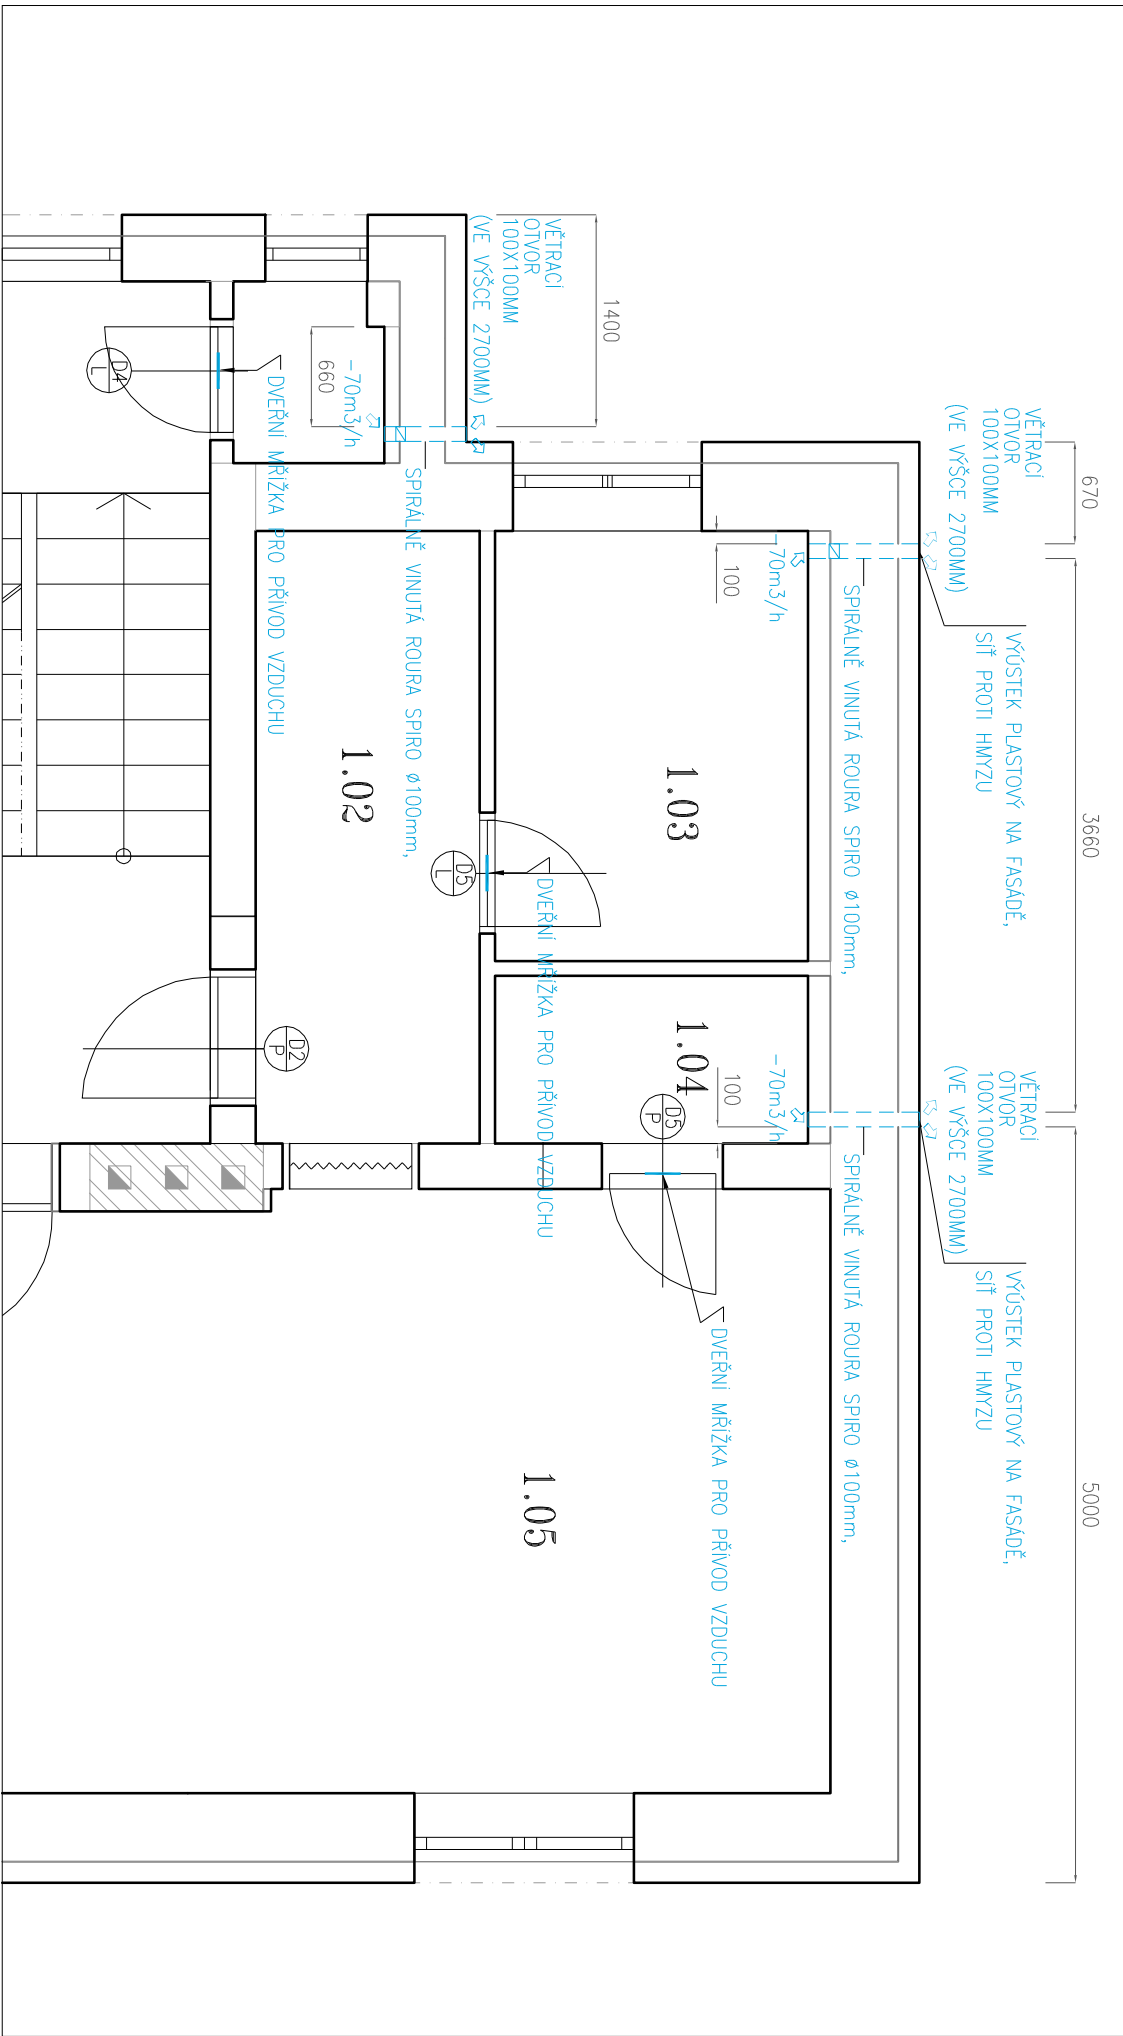 670
3660
5000
VĚTRACÍ
OTVOR
100X100MM
(VE VÝŠCE 2700MM)
VÝÚSTEK PLASTOVÝ NA FASÁDĚ,
SÍŤ PROTI HMYZU
VĚTRACÍ
OTVOR
100X100MM
(VE VÝŠCE 2700MM)
VÝÚSTEK PLASTOVÝ NA FASÁDĚ,
SÍŤ PROTI HMYZU
SPIRÁLNĚ VINUTÁ ROURA SPIRO ø100mm,
SPIRÁLNĚ VINUTÁ ROURA SPIRO ø100mm,
-70m3/h
100
-70m3/h
100
1.03
1.04
D5
P
DVEŘNÍ MŘÍŽKA PRO PŘÍVOD VZDUCHU
1400
VĚTRACÍ
OTVOR
100X100MM
(VE VÝŠCE 2700MM)
DVEŘNÍ MŘÍŽKA PRO PŘÍVOD VZDUCHU
1.05
D5
L
SPIRÁLNĚ VINUTÁ ROURA SPIRO ø100mm,
-70m3/h
660
1.02
DVEŘNÍ MŘÍŽKA PRO PŘÍVOD VZDUCHU
D2
P
D4
L